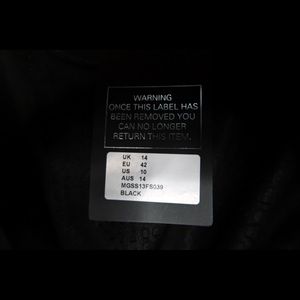 WARNING
ONCE THIS LABEL HAS
BEEN REMOVED YOU
CAN NO LONGER
RETURN THIS ITEM.
UK 14
EU 42
US 10
AUS 14
MGSS13FS039
BLACK